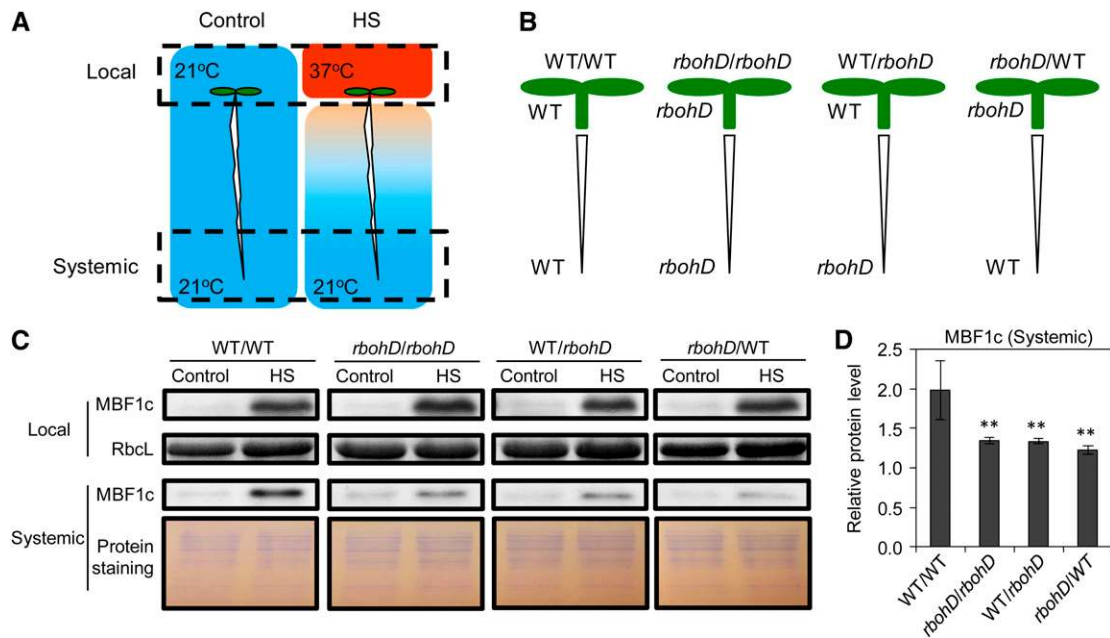 A
Control HS
Local
21°C 37°C
Systemic
21°C 21°C
B
WT/WT rbohD/rbohD WT/rbohD rbohD/WT
WT rbohD WT rbohD
WT rbohD rbohD WT
C
WT/WT rbohD/rbohD WT/rbohD rbohD/WT
Control HS Control HS Control HS Control HS
Local
MBF1c
RbcL
Systemic
MBF1c
Protein
staining
D
MBF1c (Systemic)
Relative protein level
2.5
2.0
1.5
1.0
0.5
0.0
** ** **
WT/WT
rbohD/rbohD
WT/rbohD
rbohD/WT